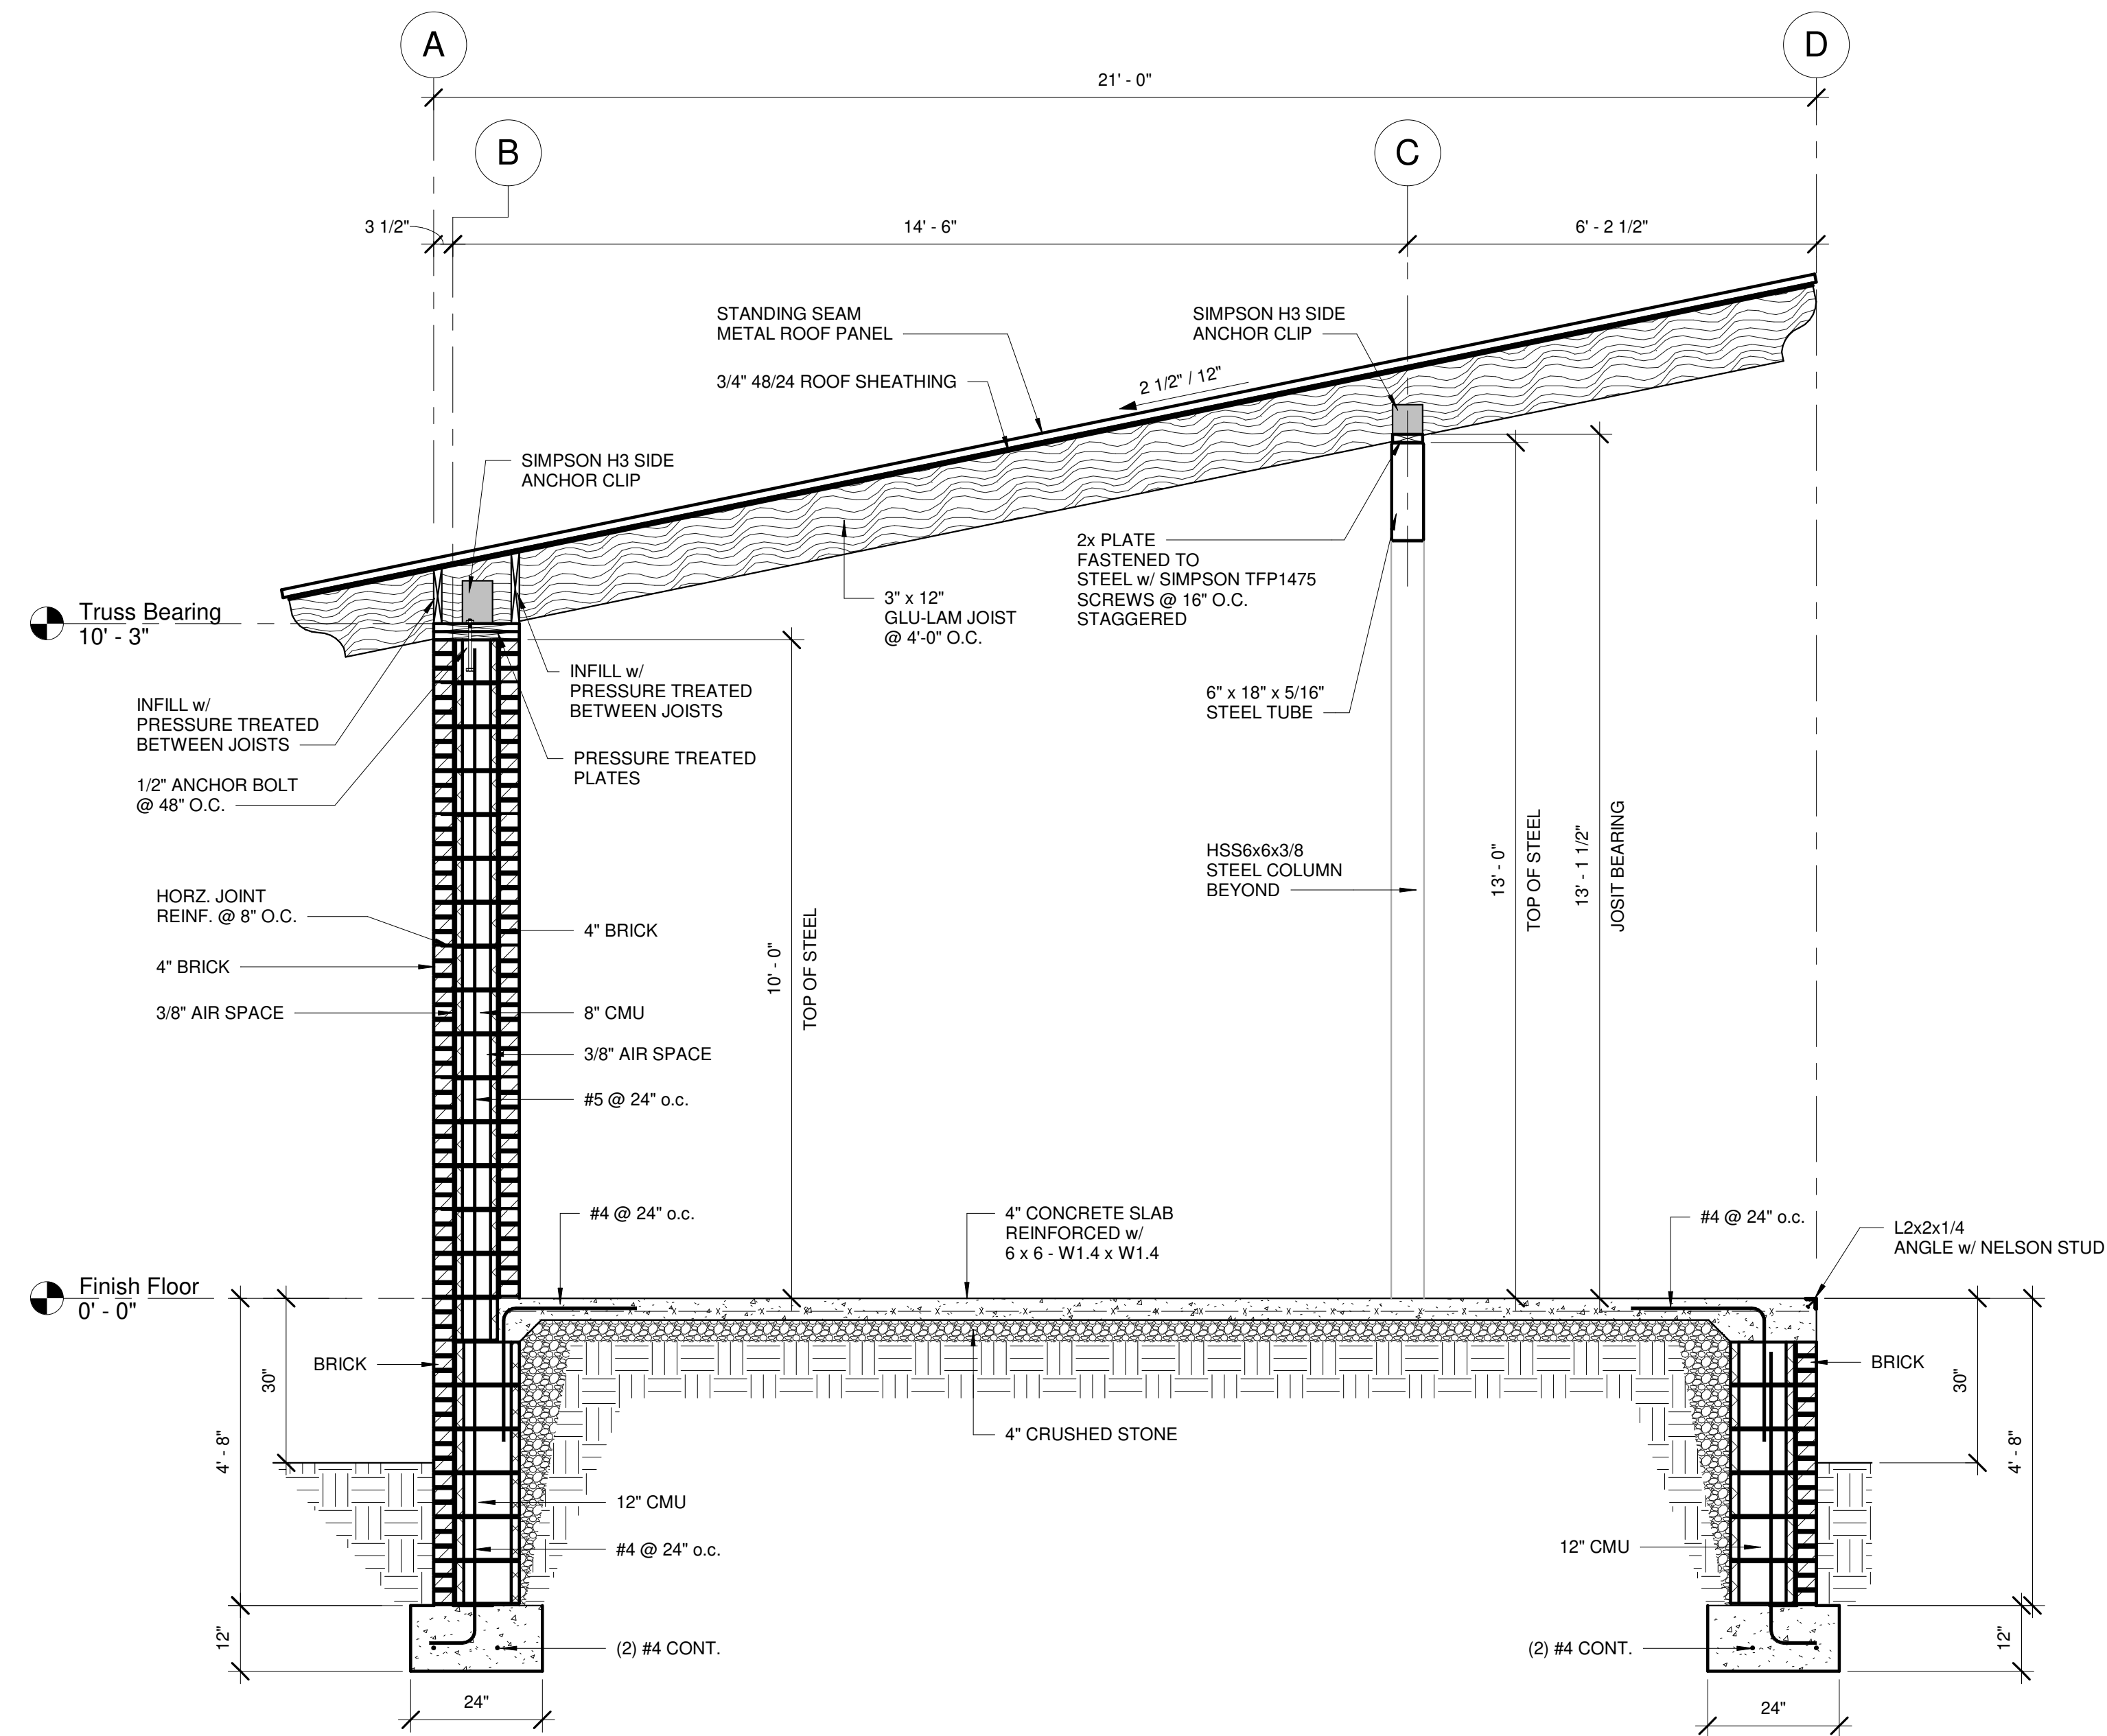 A
D
21' - 0"
B
C
3 1/2"
14' - 6"
6' - 2 1/2"
STANDING SEAM
METAL ROOF PANEL
SIMPSON H3 SIDE
ANCHOR CLIP
3/4" 48/24 ROOF SHEATHING
2 1/2" / 12"
SIMPSON H3 SIDE
ANCHOR CLIP
2x PLATE
FASTENED TO
STEEL w/ SIMPSON TFP1475
SCREWS @ 16" O.C.
STAGGERED
Truss Bearing
10' - 3"
3" x 12"
GLU-LAM JOIST
@ 4'-0" O.C.
INFILL w/
PRESSURE TREATED
BETWEEN JOISTS
INFILL w/
PRESSURE TREATED
BETWEEN JOISTS
6" x 18" x 5/16"
STEEL TUBE
PRESSURE TREATED
PLATES
1/2" ANCHOR BOLT
@ 48" O.C.
HSS6x6x3/8
STEEL COLUMN
BEYOND
13' - 0"
TOP OF STEEL
13' - 1 1/2"
JOSIT BEARING
HORZ. JOINT
REINF. @ 8" O.C.
4" BRICK
10' - 0"
TOP OF STEEL
4" BRICK
3/8" AIR SPACE
8" CMU
3/8" AIR SPACE
#5 @ 24" o.c.
#4 @ 24" o.c.
4" CONCRETE SLAB
REINFORCED w/
6 x 6 - W1.4 x W1.4
#4 @ 24" o.c.
L2x2x1/4
ANGLE w/ NELSON STUD
Finish Floor
0' - 0"
30"
BRICK
BRICK
30"
4' - 8"
4" CRUSHED STONE
4' - 8"
12" CMU
#4 @ 24" o.c.
12" CMU
12"
(2) #4 CONT.
(2) #4 CONT.
12"
24"
24"